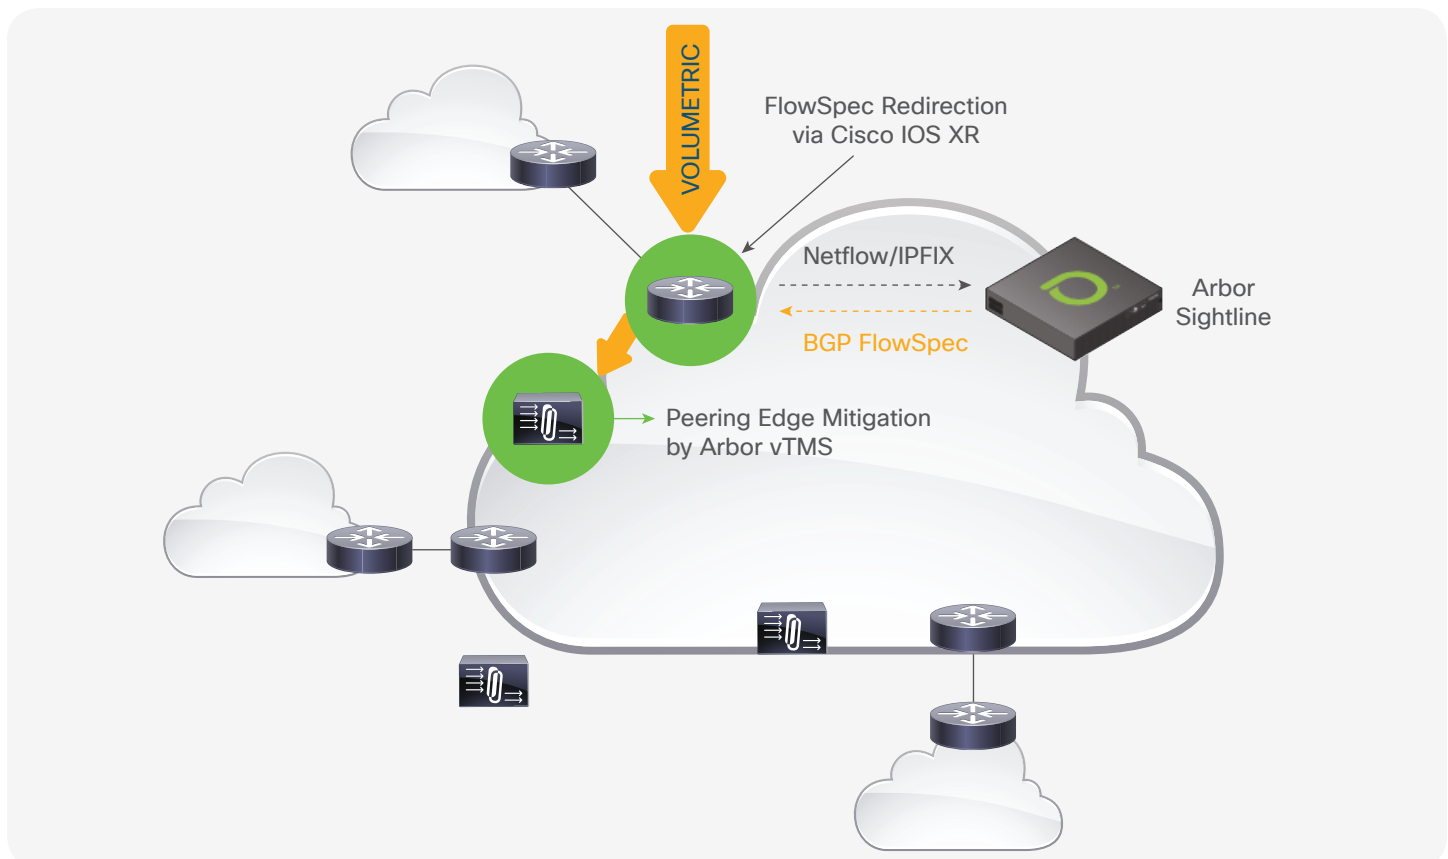 VOLUMETRIC
FlowSpec Redirection
via Cisco IOS XR
Netflow/IPFIX
BGP FlowSpec
Arbor
Sightline
Peering Edge Mitigation
by Arbor vTMS